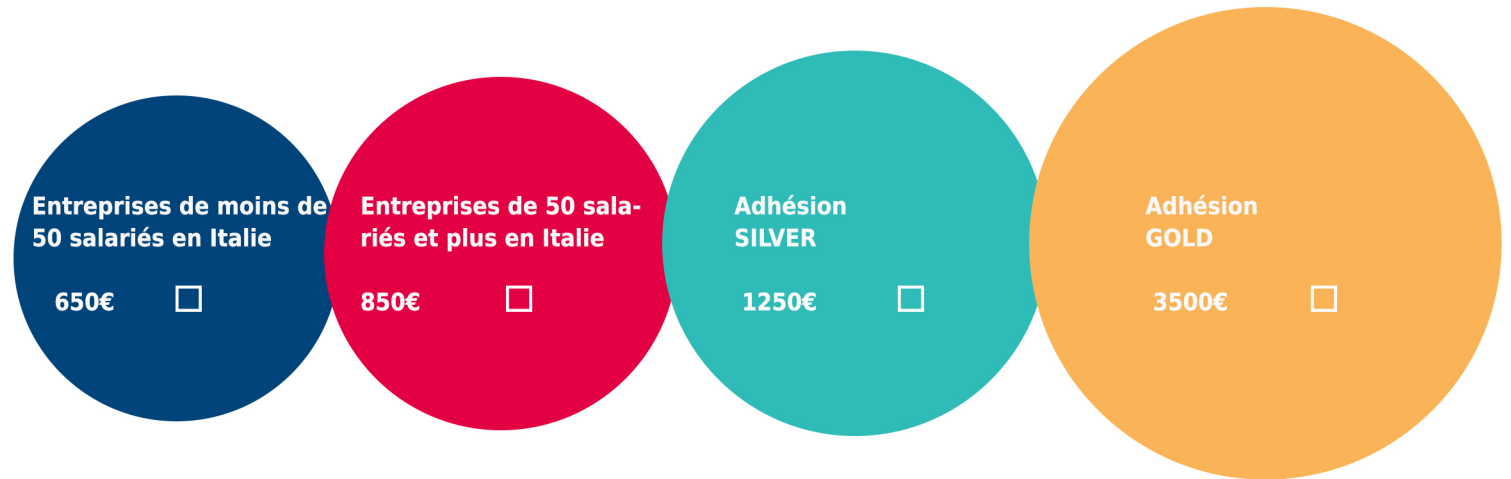 Entreprises de moins de
50 salariés en Italie
650€
Entreprises de 50 sala-
riés et plus en Italie
850€
Adhésion
SILVER
1250€
Adhésion
GOLD
3500€